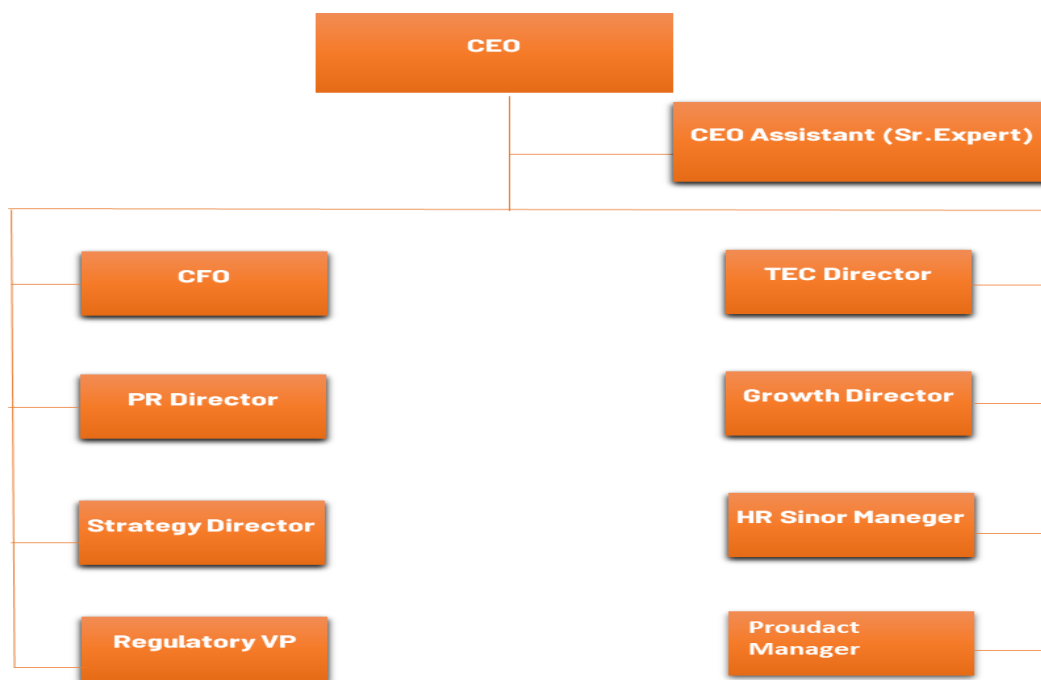 CEO
CEO Assistant (Sr.Expert)
CFO
TEC Director
PR Director
Growth Director
Strategy Director
HR Sinor Maneger
Regulatory VP
Proudact
Manager